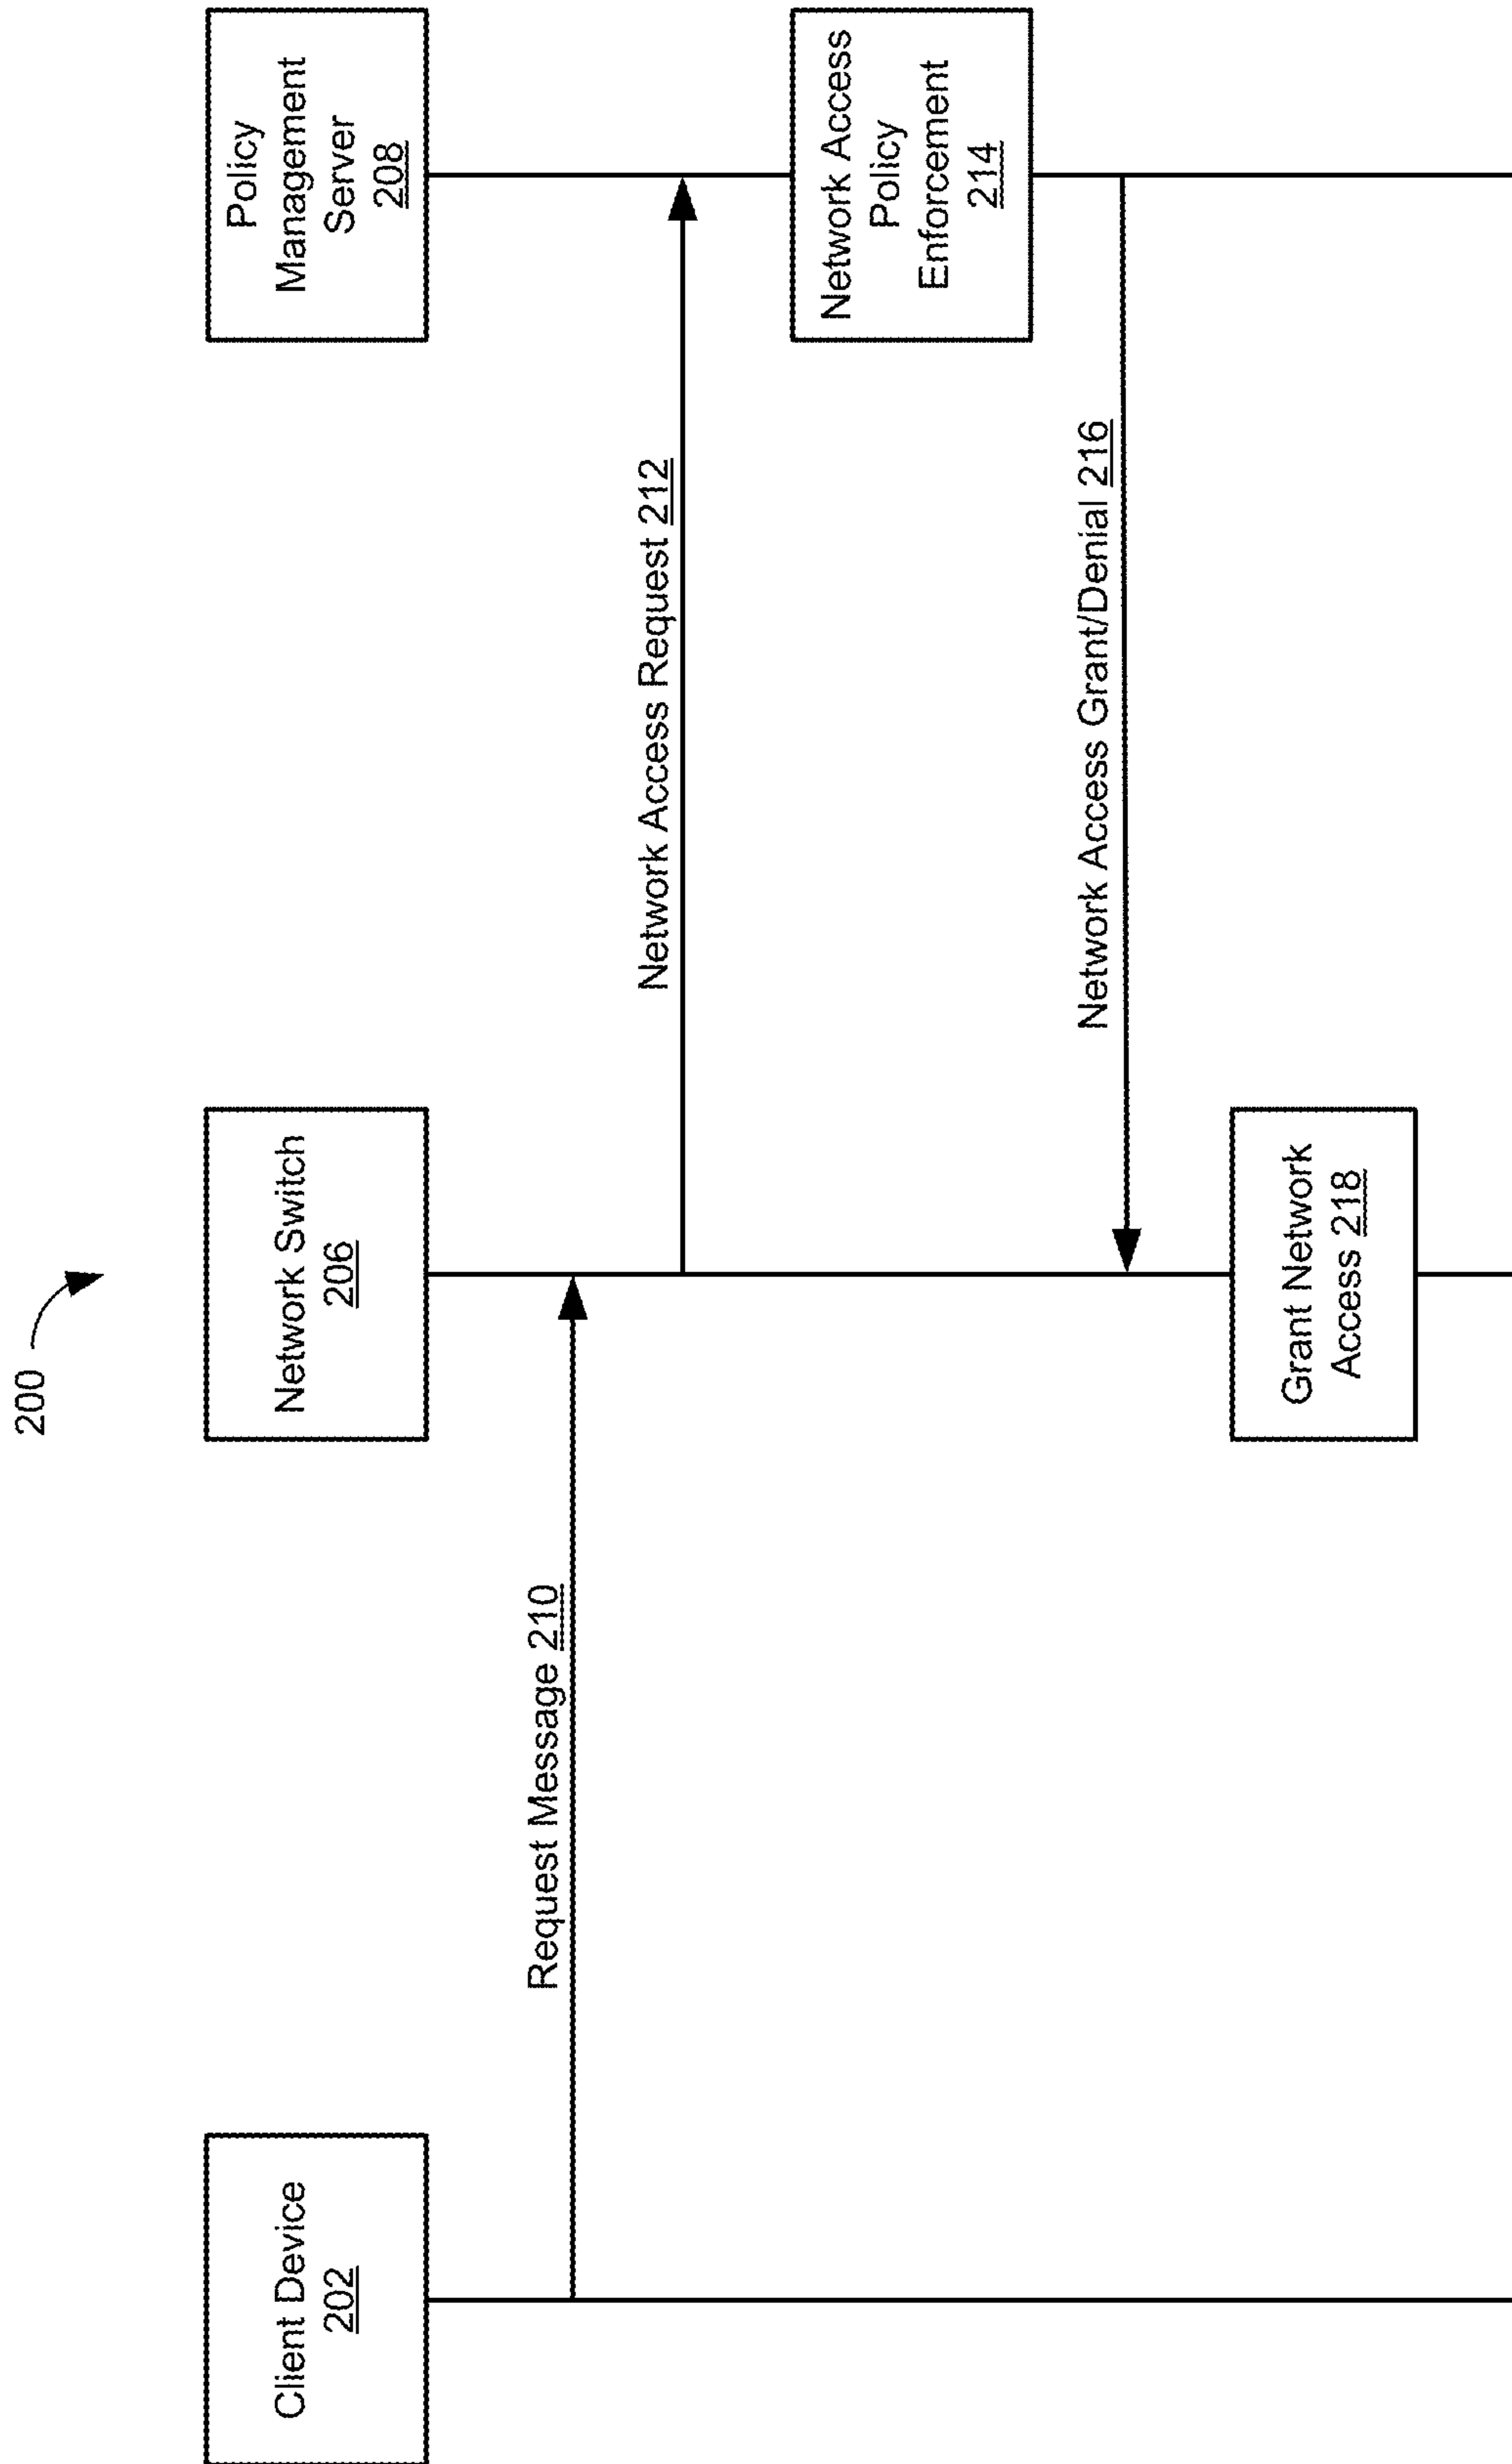 200
Client Device
202
Network Switch
206
Policy
Management
Server
208
Request Message 210
Network Access Request 212
Network Access
Policy
Enforcement
214
Network Access Grant/Denial 216
Grant Network
Access 218